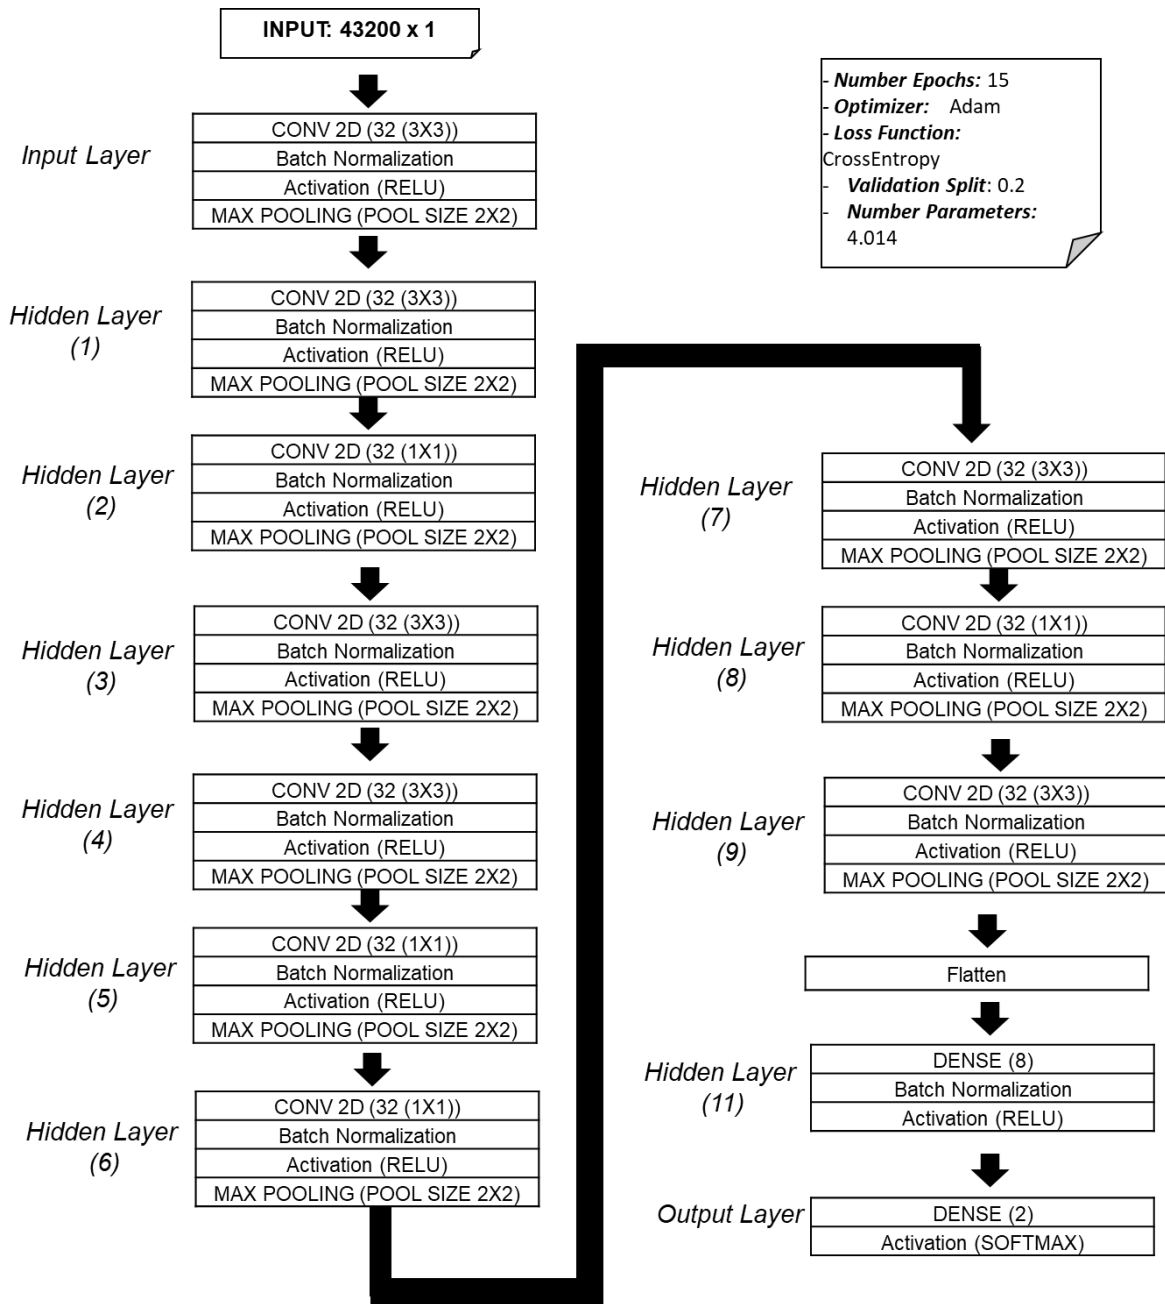 INPUT: 43200 x 1
Input Layer
CONV 2D (32 (3X3))
Batch Normalization
Activation (RELU)
MAX POOLING (POOL SIZE 2X2)
Hidden Layer
(1)
CONV 2D (32 (3X3))
Batch Normalization
Activation (RELU)
MAX POOLING (POOL SIZE 2X2)
Hidden Layer
(2)
CONV 2D (32 (1X1))
Batch Normalization
Activation (RELU)
MAX POOLING (POOL SIZE 2X2)
Hidden Layer
(3)
CONV 2D (32 (3X3))
Batch Normalization
Activation (RELU)
MAX POOLING (POOL SIZE 2X2)
Hidden Layer
(4)
CONV 2D (32 (3X3))
Batch Normalization
Activation (RELU)
MAX POOLING (POOL SIZE 2X2)
Hidden Layer
(5)
CONV 2D (32 (1X1))
Batch Normalization
Activation (RELU)
MAX POOLING (POOL SIZE 2X2)
Hidden Layer
(6)
CONV 2D (32 (1X1))
Batch Normalization
Activation (RELU)
MAX POOLING (POOL SIZE 2X2)
- Number Epochs: 15
- Optimizer: Adam
- Loss Function:
CrossEntropy
- Validation Split: 0.2
- Number Parameters:
4.014
Hidden Layer
(7)
CONV 2D (32 (3X3))
Batch Normalization
Activation (RELU)
MAX POOLING (POOL SIZE 2X2)
Hidden Layer
(8)
CONV 2D (32 (1X1))
Batch Normalization
Activation (RELU)
MAX POOLING (POOL SIZE 2X2)
Hidden Layer
(9)
CONV 2D (32 (3X3))
Batch Normalization
Activation (RELU)
MAX POOLING (POOL SIZE 2X2)
Flatten
Hidden Layer
(11)
DENSE (8)
Batch Normalization
Activation (RELU)
Output Layer
DENSE (2)
Activation (SOFTMAX)